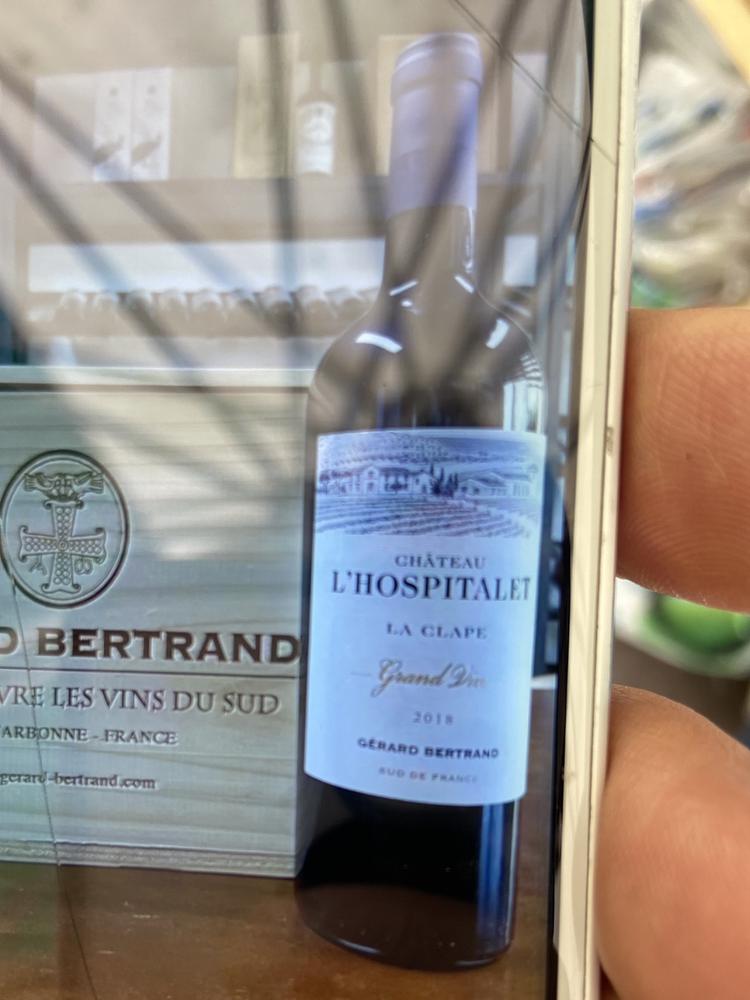 CHÂTEAU
L'HOSPITALET
LA CLAPE
Grand Vin
2018
GÉRARD BERTRAND
SUD DE FRANCE
D BERTRAND
VRE LES VINS DU SUD
ARBONNE - FRANCE
gerard-bertrand.com